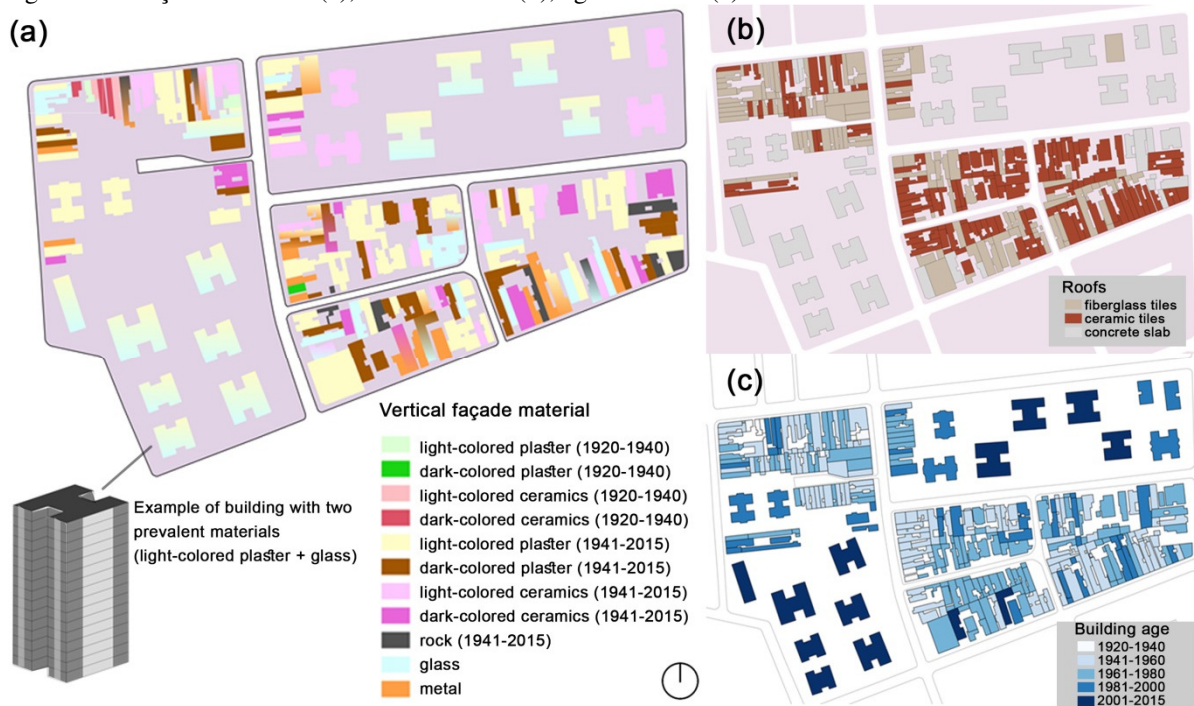 (a)
Vertical façade material
light-colored plaster (1920-1940)
dark-colored plaster (1920-1940)
light-colored ceramics (1920-1940)
dark-colored ceramics (1920-1940)
light-colored plaster (1941-2015)
dark-colored plaster (1941-2015)
light-colored ceramics (1941-2015)
dark-colored ceramics (1941-2015)
rock (1941-2015)
glass
metal
Example of building with two
prevalent materials
(light-colored plaster + glass)
(b)
Roofs
fiberglass tiles
ceramic tiles
concrete slab
(c)
Building age
1920-1940
1941-1960
1961-1980
1981-2000
2001-2015